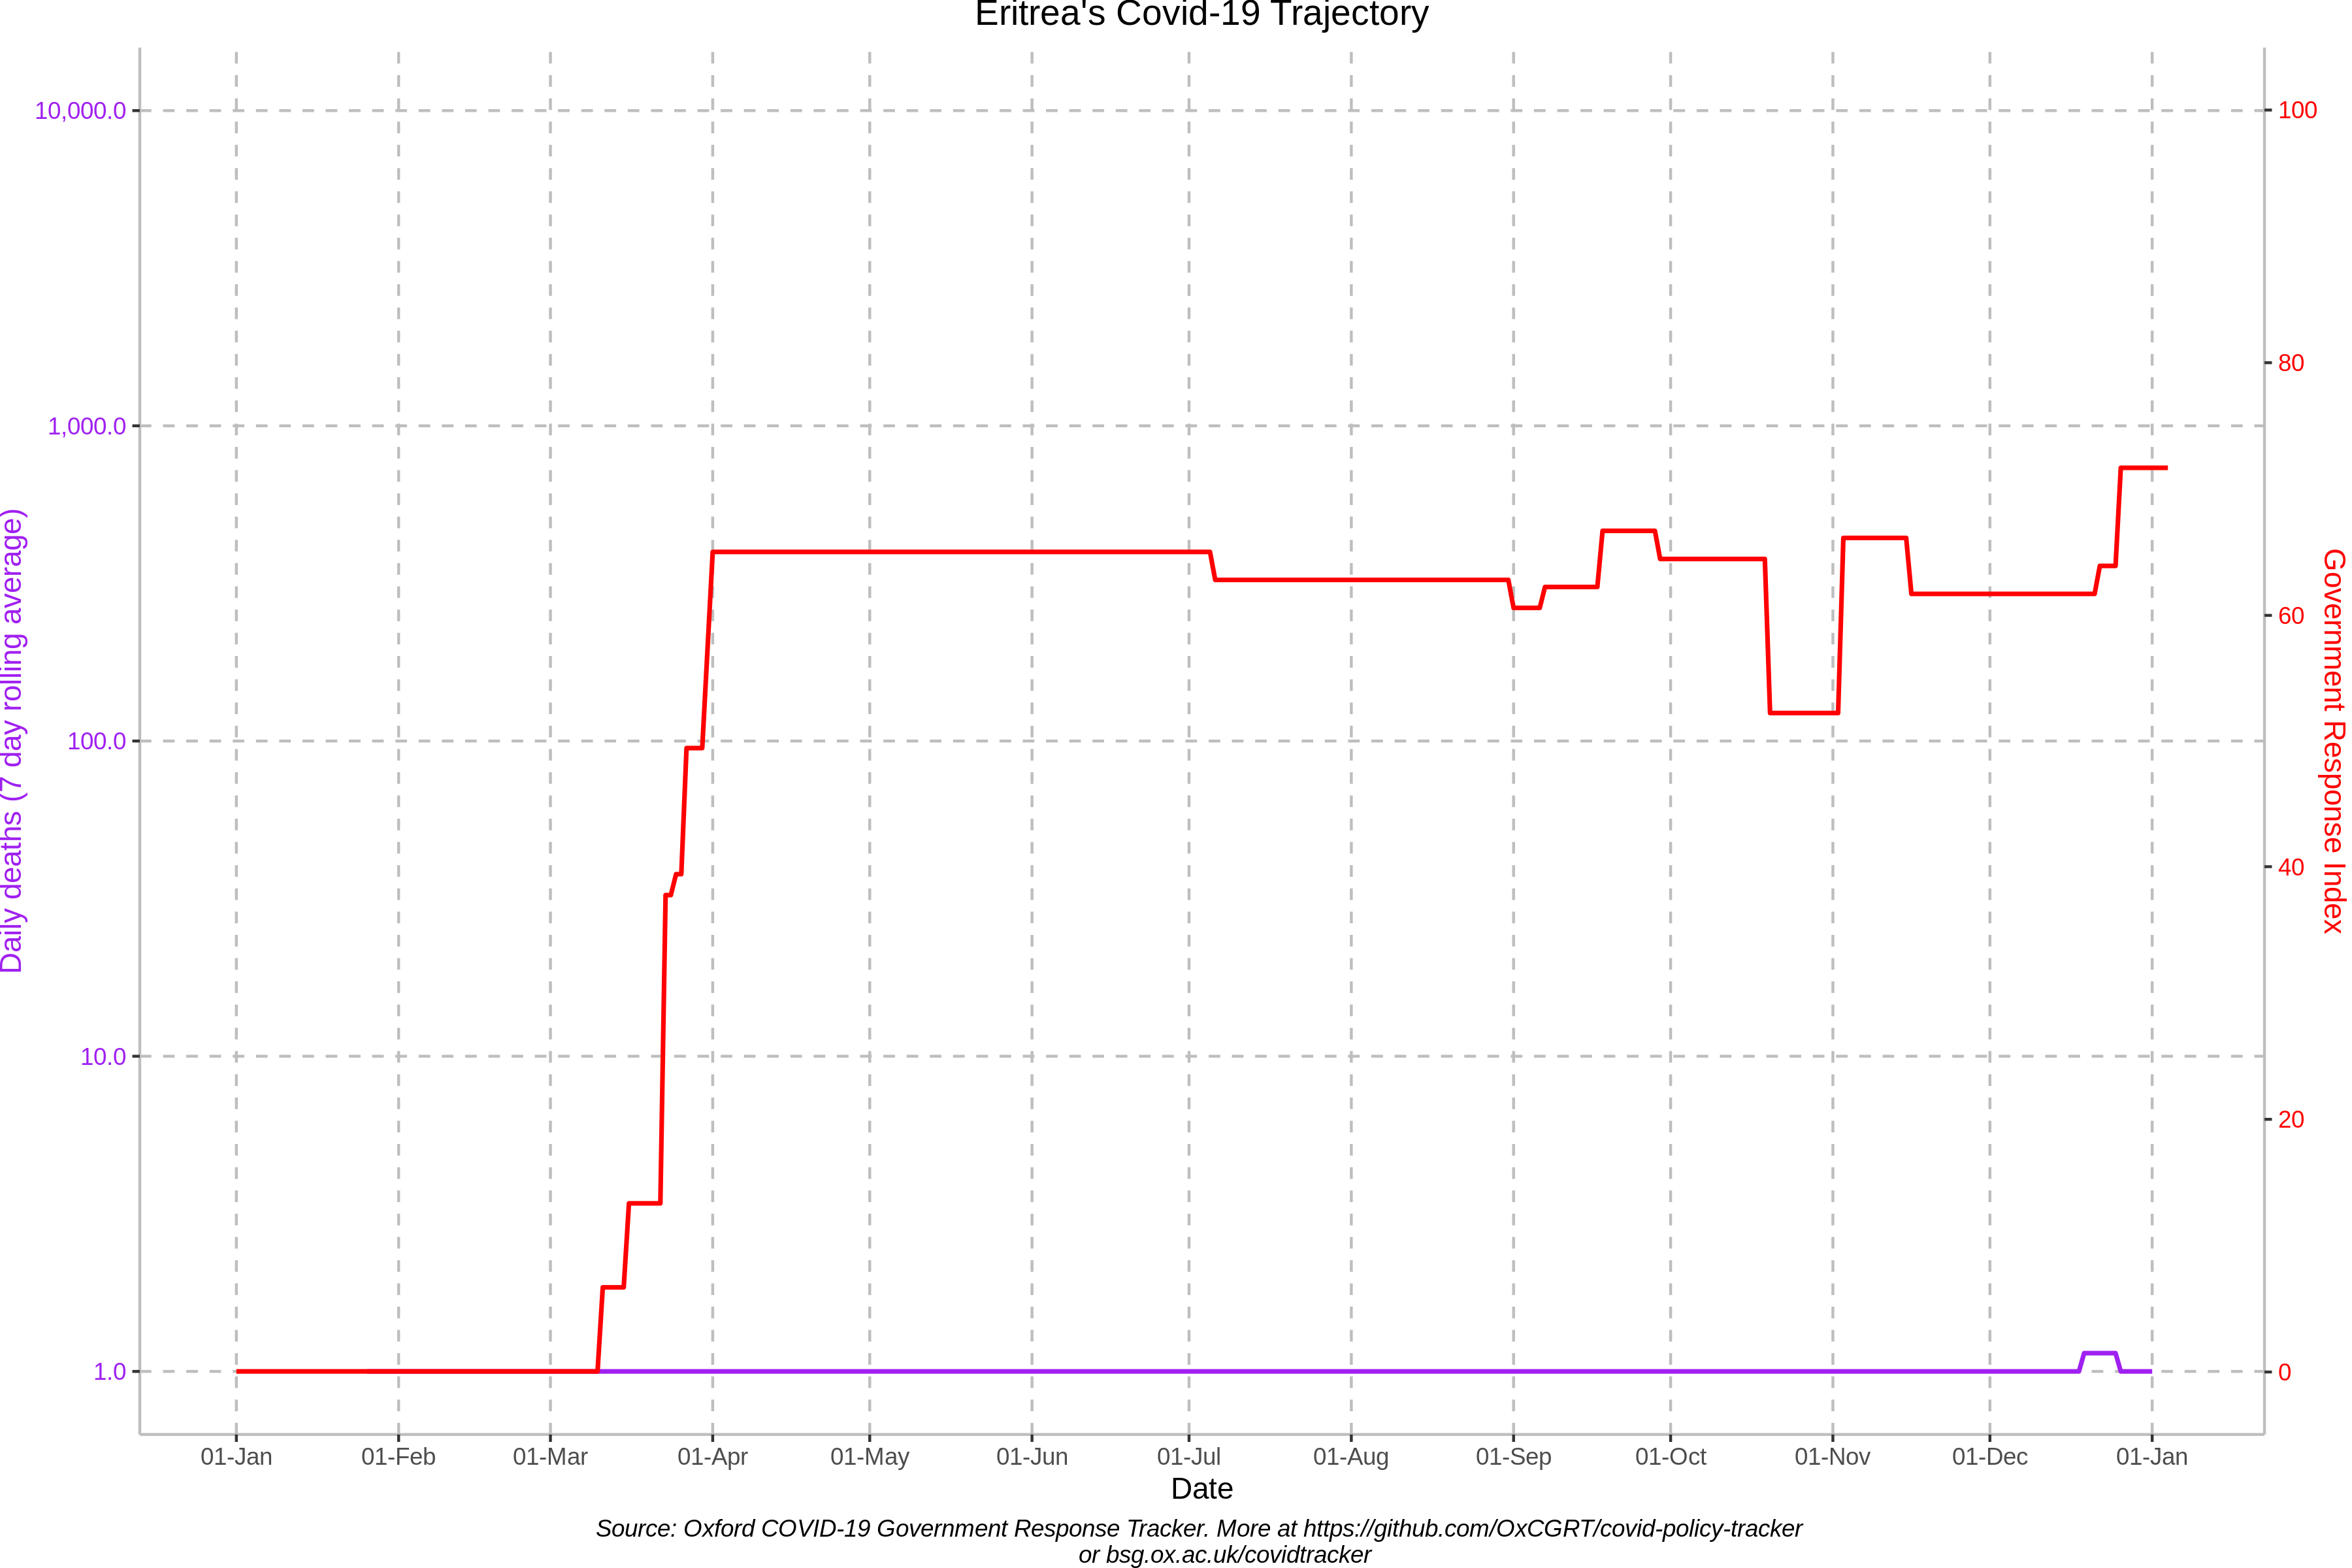 Eritrea's Covid-19 Trajectory
10,000.0
1,000.0
100.0
10.0
1.0
Daily deaths (7 day rolling average)
100
80
60
40
20
0
Government Response Index
01-Jan 01-Feb 01-Mar 01-Apr 01-May 01-Jun 01-Jul 01-Aug 01-Sep 01-Oct 01-Nov 01-Dec 01-Jan
Date
Source: Oxford COVID-19 Government Response Tracker. More at https://github.com/OxCGRT/covid-policy-tracker
or bsg.ox.ac.uk/covidtracker